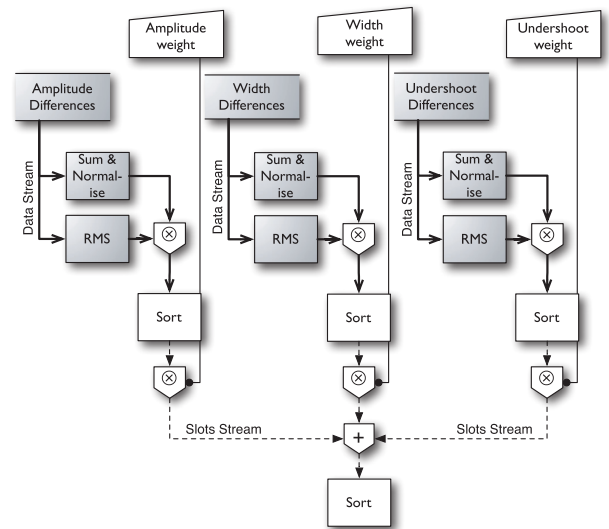 Amplitude
weight
Width
weight
Undershoot
weight
Amplitude
Differences
Width
Differences
Undershoot
Differences
Data Stream
Sum &
Normal-
ise
RMS
⊗
Data Stream
Sum &
Normal-
ise
RMS
⊗
Data Stream
Sum &
Normal-
ise
RMS
⊗
Sort
Sort
Sort
⊗
⊗
⊗
Slots Stream
+
Slots Stream
Sort